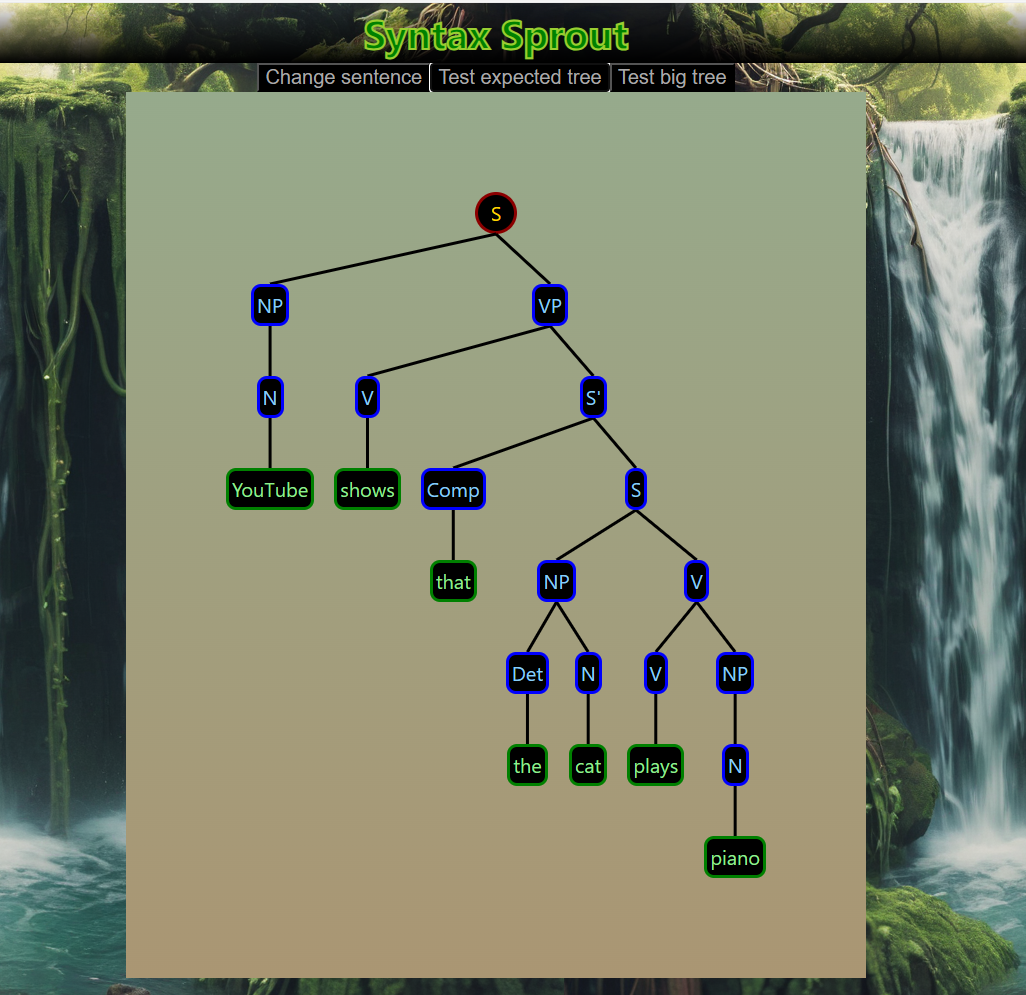 Syntax Sprout
Change sentence Test expected tree Test big tree
S
NP VP
N V S'
YouTube shows Comp S
that NP V
Det N V NP
the cat plays N
piano